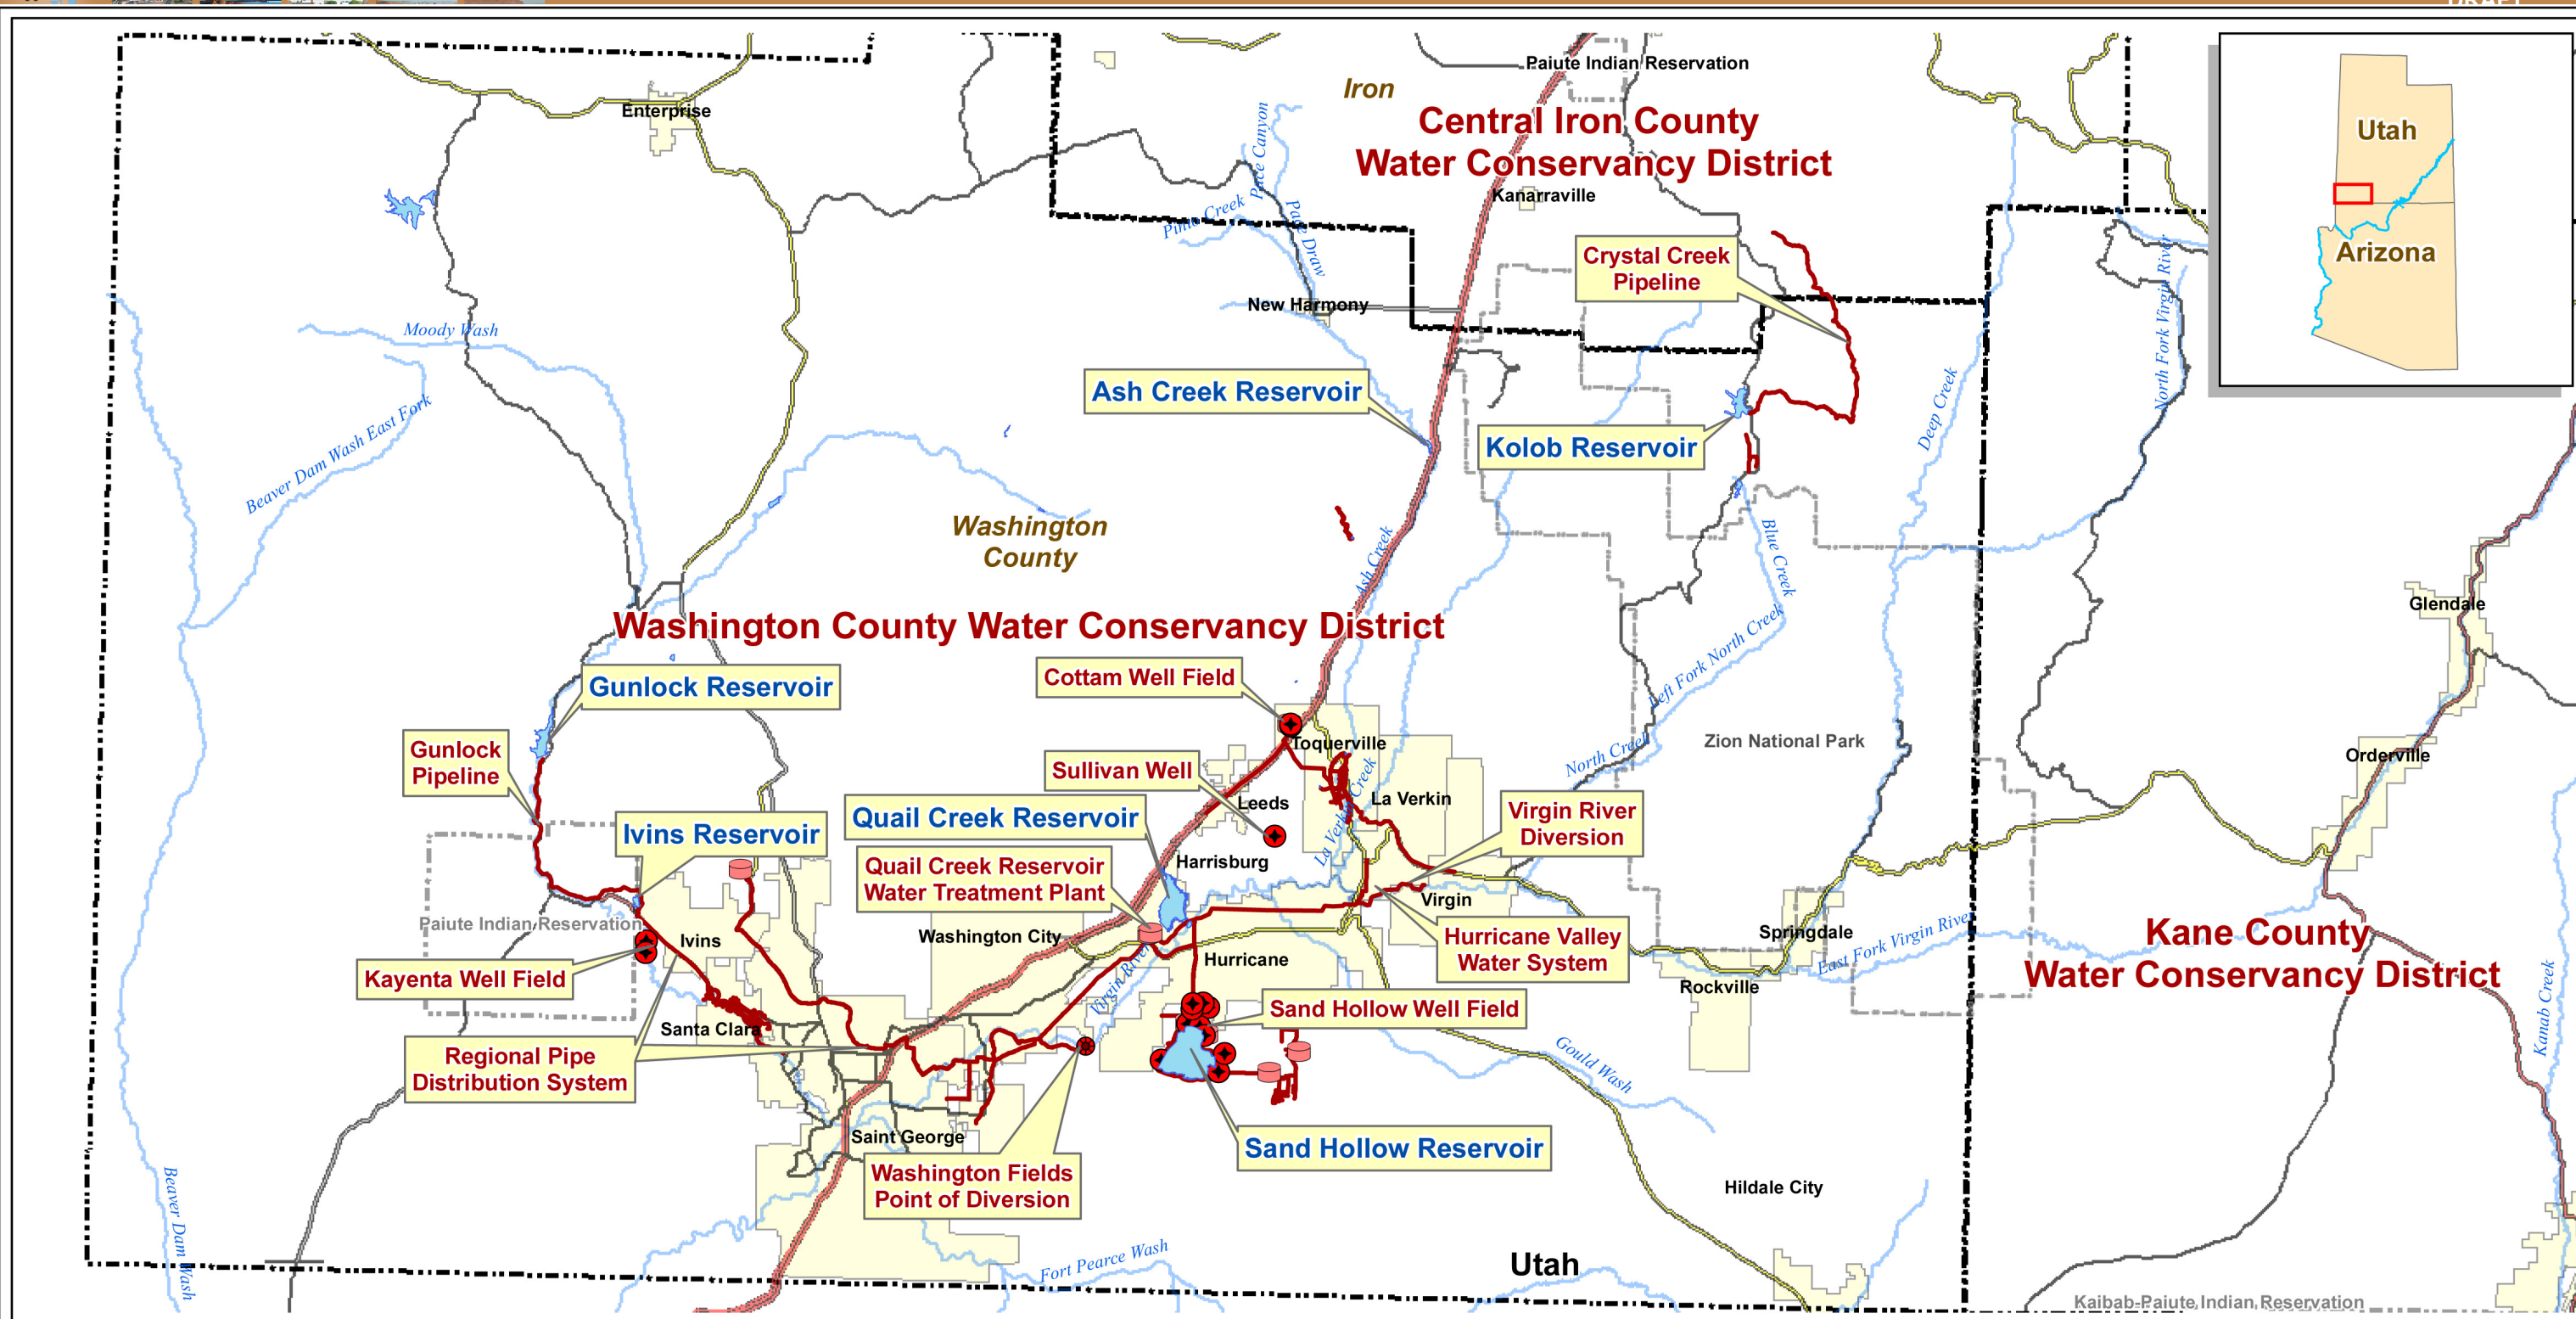 DRAFT
Paiute Indian Reservation
Iron
Central Iron County
Water Conservancy District
Enterprise
Utah
Arizona
Pace Canyon
Pinto Creek
Pace Draw
Kanarraville
Crystal Creek
Pipeline
New Harmony
North Fork Virgin River
Moody Wash
Ash Creek Reservoir
Kolob Reservoir
Deep Creek
Beaver Dam Wash East Fork
Washington
County
Ash Creek
Blue Creek
Washington County Water Conservancy District
Left Fork North Creek
Glendale
Gunlock Reservoir
Cottam Well Field
Toquerville
Zion National Park
North Creek
Orderville
Gunlock
Pipeline
Sullivan Well
Leeds
La Verkin
La Verkin Creek
Quail Creek Reservoir
Virgin River
Diversion
Ivins Reservoir
Harrisburg
Quail Creek Reservoir
Water Treatment Plant
Virgin
Paiute Indian Reservation
Ivins
Washington City
Hurricane Valley
Water System
Springdale
East Fork Virgin River
Kane County
Water Conservancy District
Kayenta Well Field
Hurricane
Rockville
Virgin River
Sand Hollow Well Field
Santa Clara
Kanab Creek
Regional Pipe
Distribution System
Gould Wash
Saint George
Sand Hollow Reservoir
Washington Fields
Point of Diversion
Hildale City
Beaver Dam Wash
Fort Pearce Wash
Utah
Kaibab-Paiute Indian Reservation